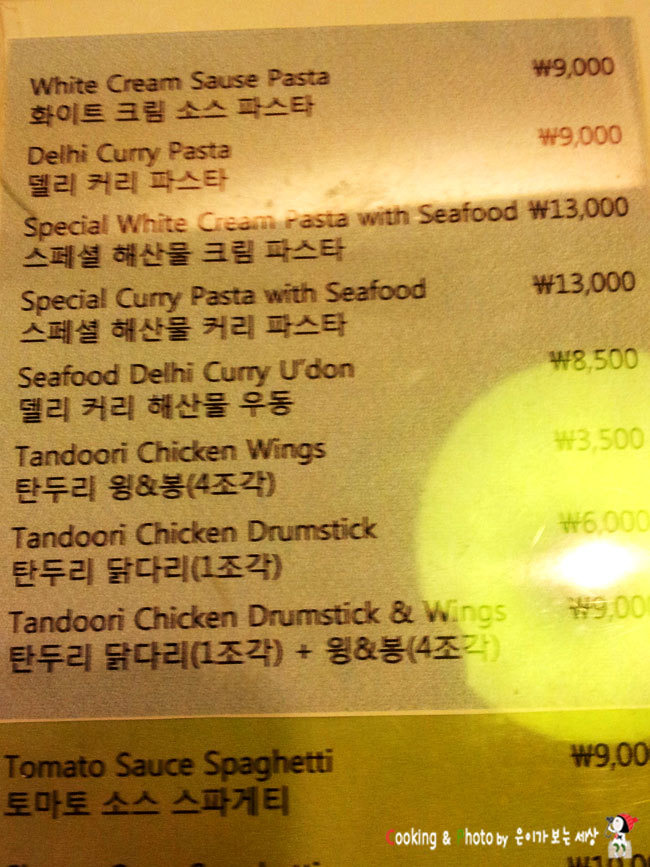 White Cream Sause Pasta ₩9,000
화이트 크림 소스 파스타
Delhi Curry Pasta ₩9,000
델리 커리 파스타
Special White Cream Pasta with Seafood ₩13,000
스페셜 해산물 크림 파스타
Special Curry Pasta with Seafood ₩13,000
스페셜 해산물 커리 파스타
Seafood Delhi Curry U'don ₩8,500
델리 커리 해산물 우동
Tandoori Chicken Wings ₩3,500
탄두리 윙&봉(4조각)
Tandoori Chicken Drumstick ₩6,000
탄두리 닭다리(1조각)
Tandoori Chicken Drumstick & Wings ₩9,00
탄두리 닭다리(1조각) + 윙&봉(4조각)
Tomato Sauce Spaghetti ₩9,00
토마토 소스 스파게티
Cooking & Photo by 은이가 보는 세상